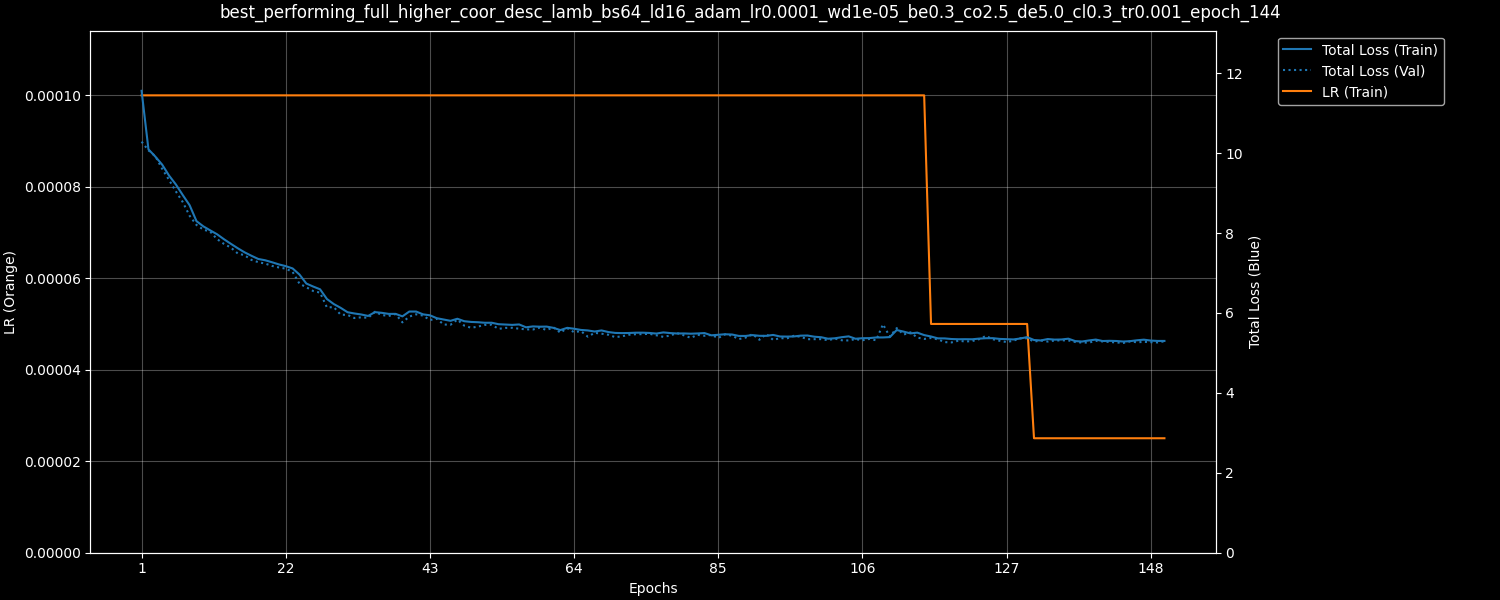 best_performing_full_higher_coor_desc_lamb_bs64_ld16_adam_lr0.0001_wd1e-05_be0.3_co2.5_de5.0_cl0.3_tr0.001_epoch_144
Total Loss (Train)
Total Loss (Val)
LR (Train)
LR (Orange)
0.00010
0.00008
0.00006
0.00004
0.00002
0.00000
12
10
8
6
4
2
0
Total Loss (Blue)
1 22 43 64 85 106 127 148
Epochs